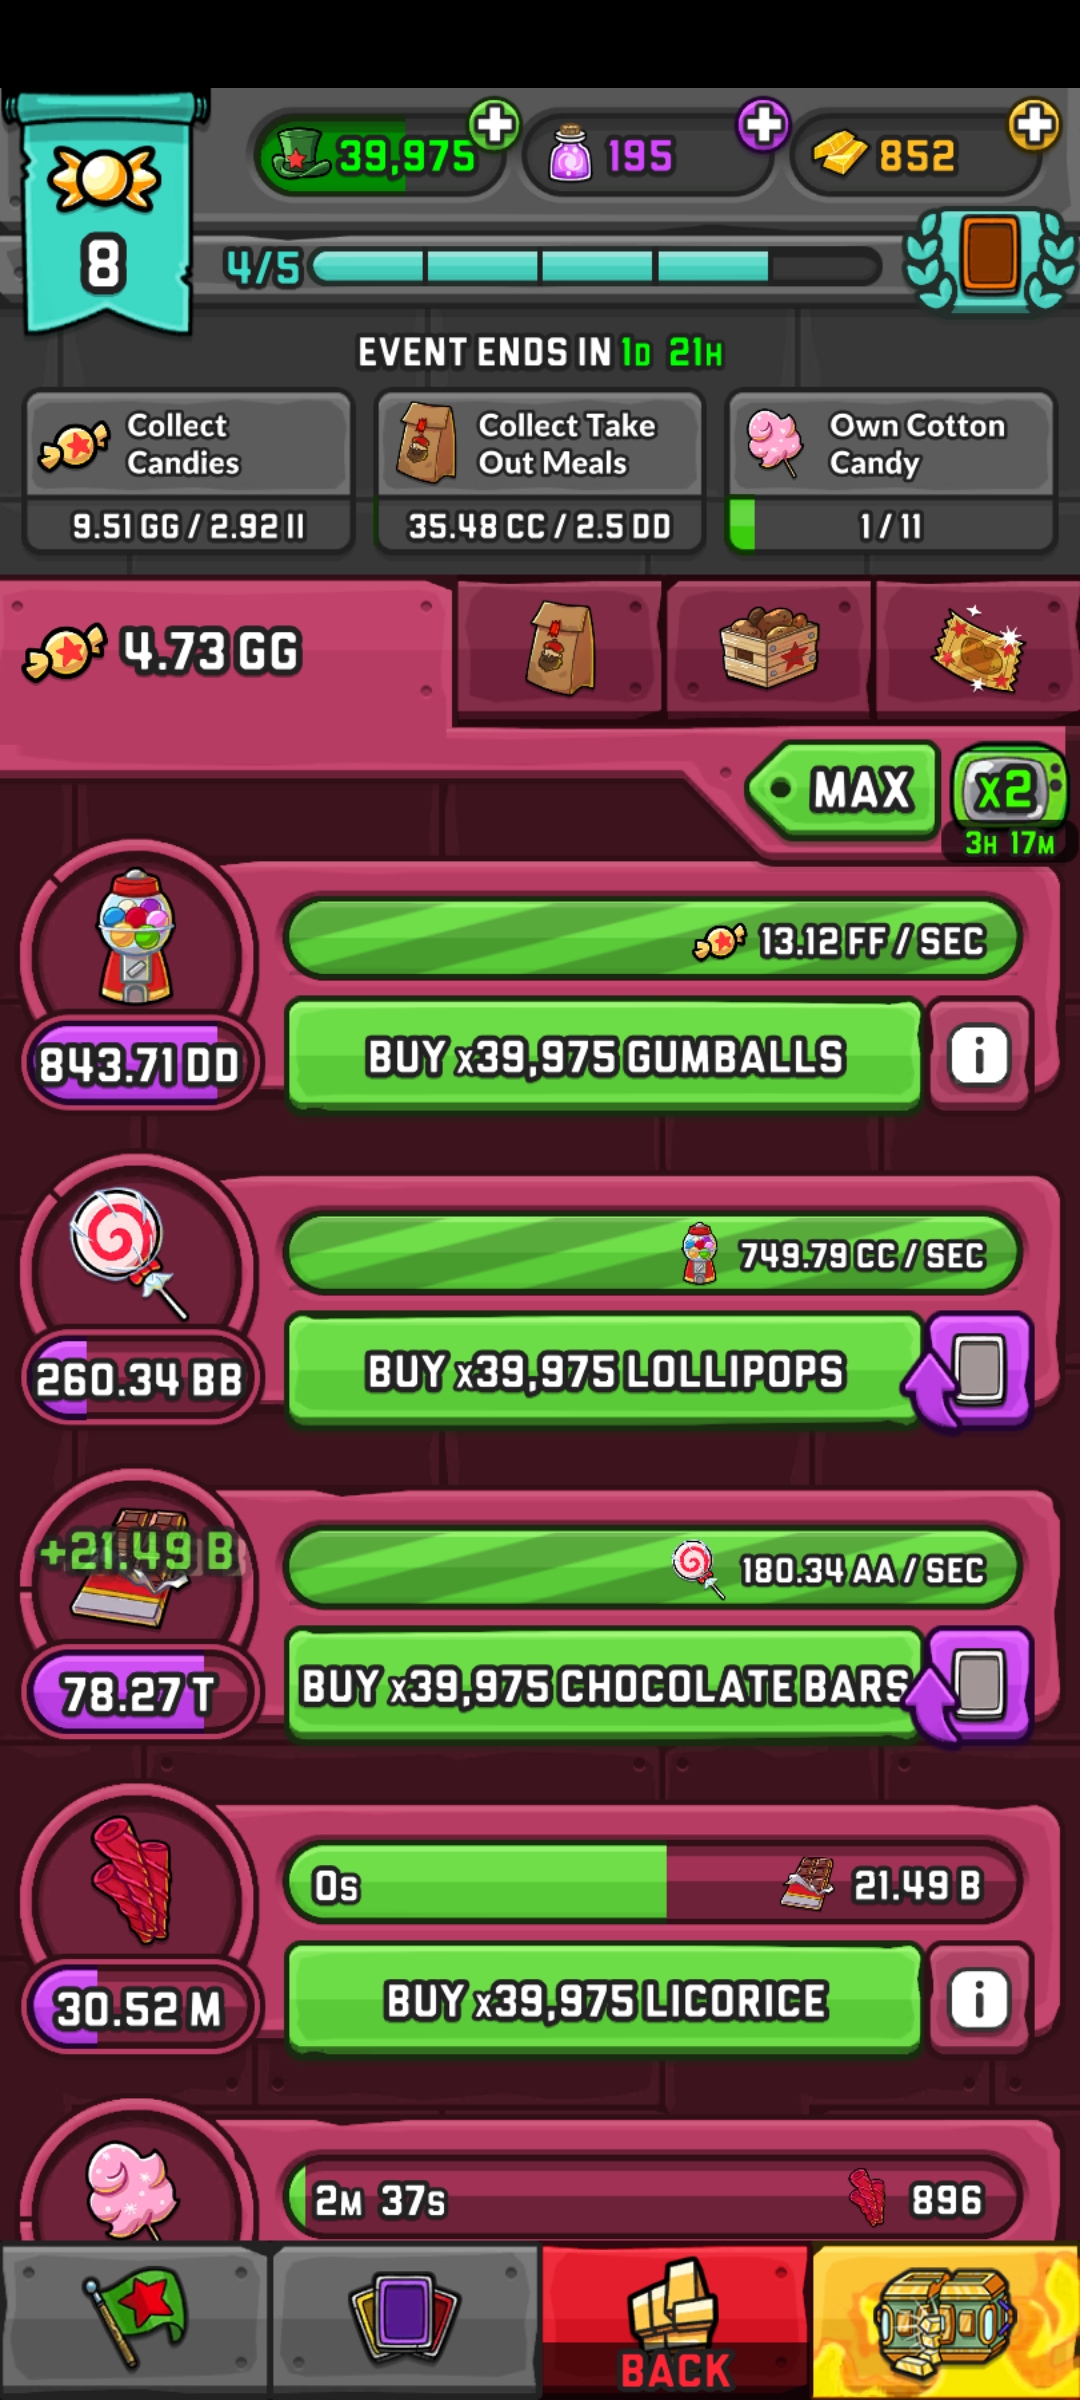 39,975
195
852
8
4/5
EVENT ENDS IN 1D 21H
Collect
Candies
9.51 GG / 2.92 II
Collect Take
Out Meals
35.48 CC / 2.5 DD
Own Cotton
Candy
1 / 11
4.73 GG
MAX
x2
3H 17M
13.12 FF / SEC
843.71 DD
BUY x39,975 GUMBALLS
i
749.79 CC / SEC
260.34 BB
BUY x39,975 LOLLIPOPS
+21.49 B
180.34 AA / SEC
78.27 T
BUY x39,975 CHOCOLATE BARS
0s
21.49 B
30.52 M
BUY x39,975 LICORICE
i
2M 37S
896
BACK